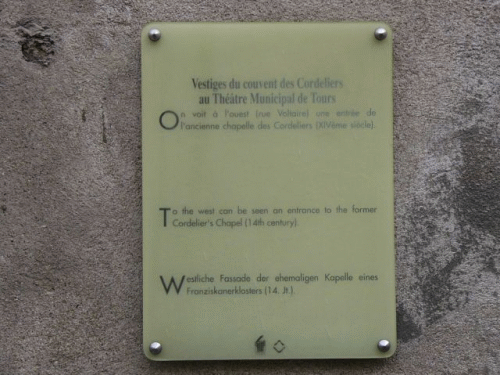 Vestiges du couvent des Cordeliers
au Théâtre Municipal de Tours
On voit à l'ouest (rue Voltaire) une entrée de
l'ancienne chapelle des Cordeliers (XIVème siècle).
To the west can be seen an entrance to the former
Cordelier's Chapel (14th century).
Westliche Fassade der ehemaligen Kapelle eines
Franziskanerklosters (14. Jt.).